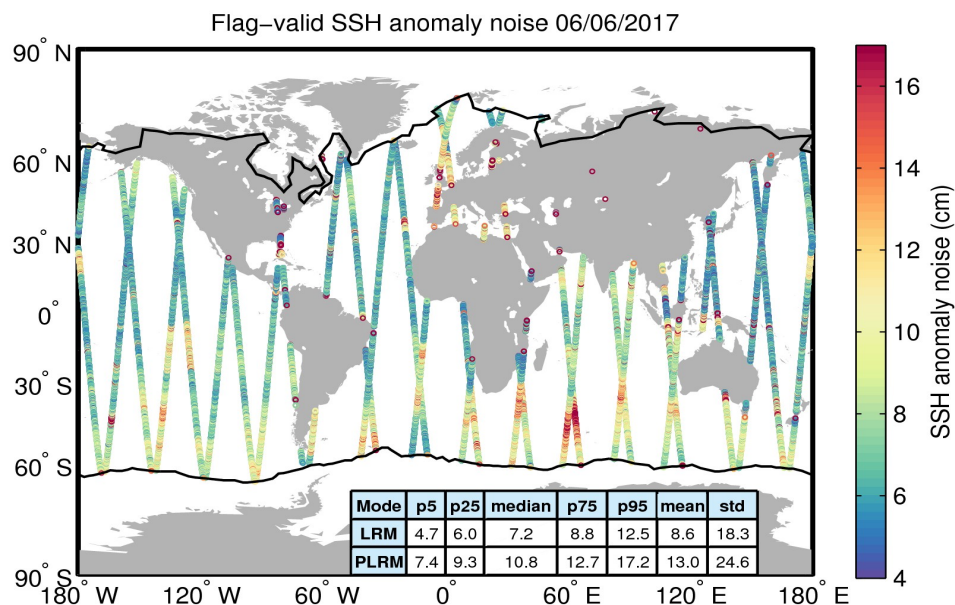 Flag−valid SSH anomaly noise 06/06/2017
90° N
60° N
30° N
0°
30° S
60° S
90° S
180° W
120° W
60° W
0°
60° E
120° E
180° E
Mode p5 p25 median p75 p95 mean std
LRM 4.7 6.0 7.2 8.8 12.5 8.6 18.3
PLRM 7.4 9.3 10.8 12.7 17.2 13.0 24.6
16
14
12
10
8
6
4
SSH anomaly noise (cm)